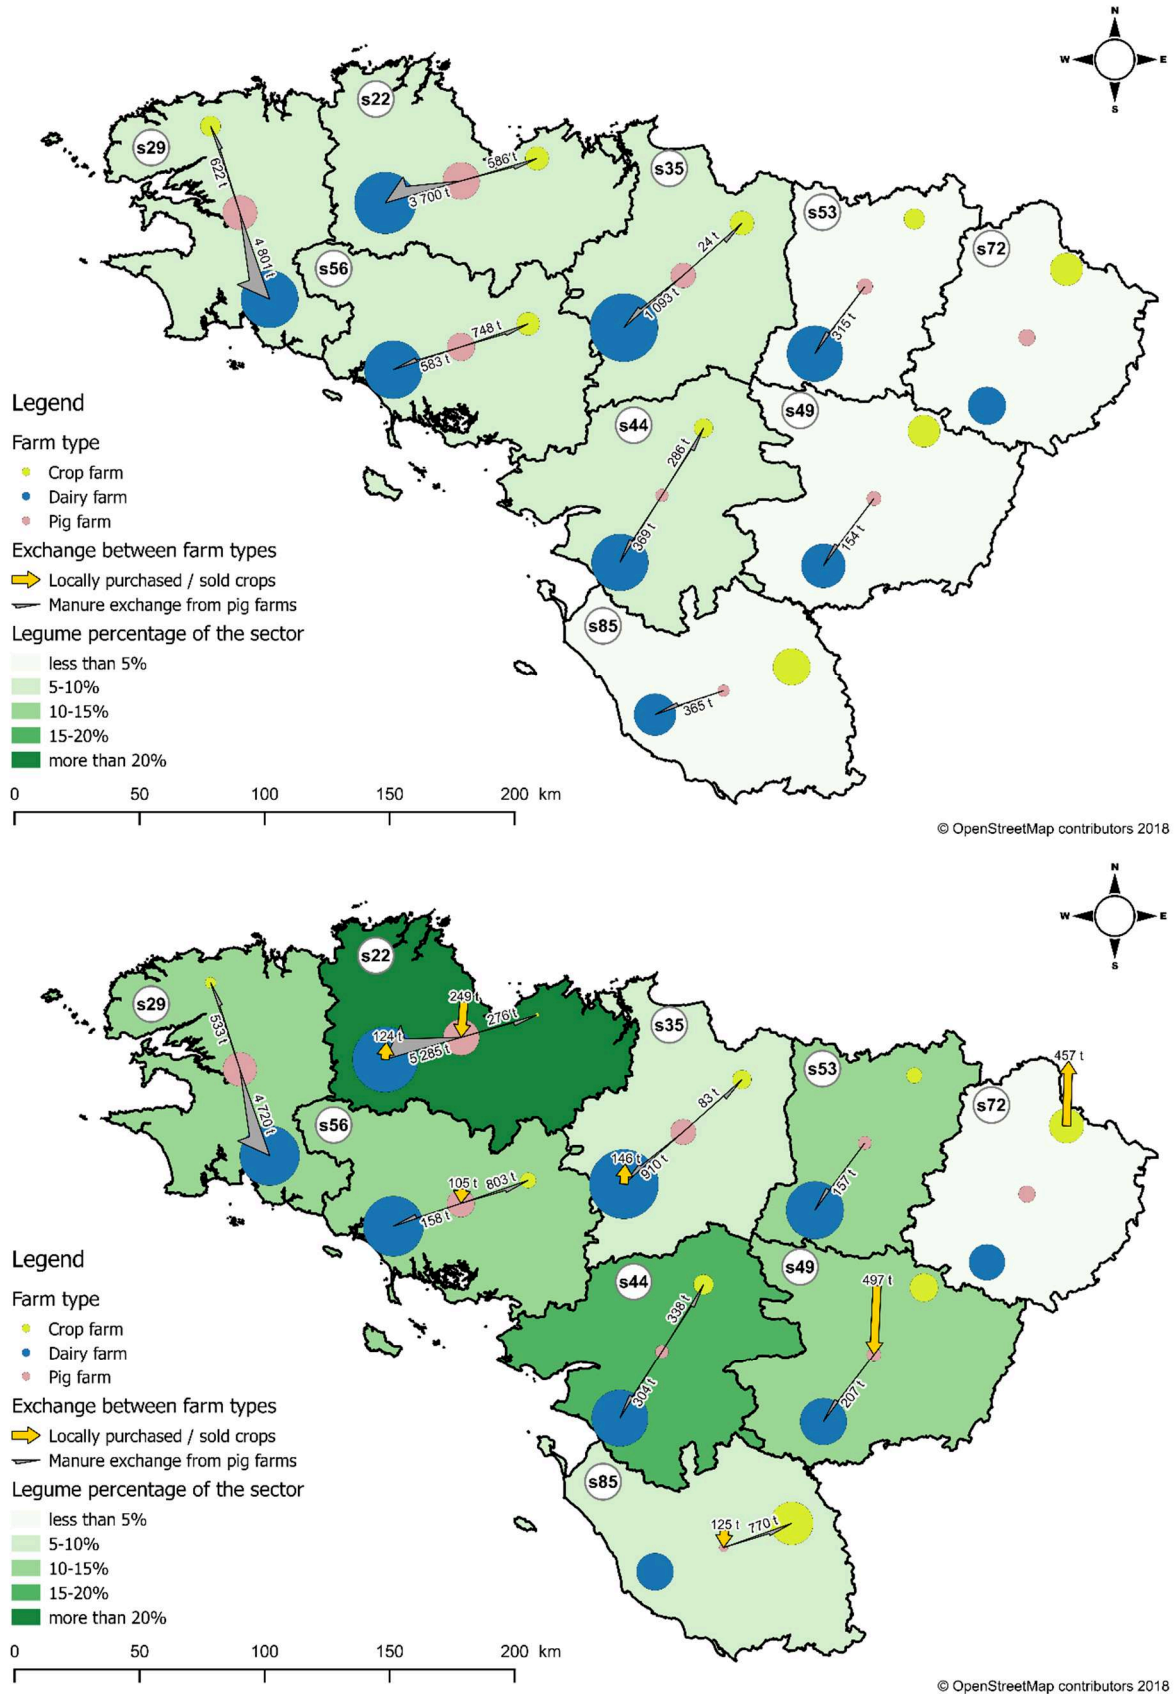 N
W E
S
s22
s29
s35
s53
s72
s56
s49
s44
s85
622 t
4 801 t
586 t
3 700 t
748 t
583 t
24 t
1 093 t
315 t
286 t
369 t
154 t
365 t
Legend
Farm type
Crop farm
Dairy farm
Pig farm
Exchange between farm types
Locally purchased / sold crops
Manure exchange from pig farms
Legume percentage of the sector
less than 5%
5-10%
10-15%
15-20%
more than 20%
0 50 100 150 200 km
© OpenStreetMap contributors 2018
N
W E
S
s22
s29
s35
s53
s72
s56
s49
s44
s85
533 t
4 720 t
249 t
276 t
124 t
5 285 t
105 t
803 t
158 t
83 t
146 t
910 t
157 t
457 t
338 t
304 t
497 t
207 t
125 t
770 t
Legend
Farm type
Crop farm
Dairy farm
Pig farm
Exchange between farm types
Locally purchased / sold crops
Manure exchange from pig farms
Legume percentage of the sector
less than 5%
5-10%
10-15%
15-20%
more than 20%
0 50 100 150 200 km
© OpenStreetMap contributors 2018